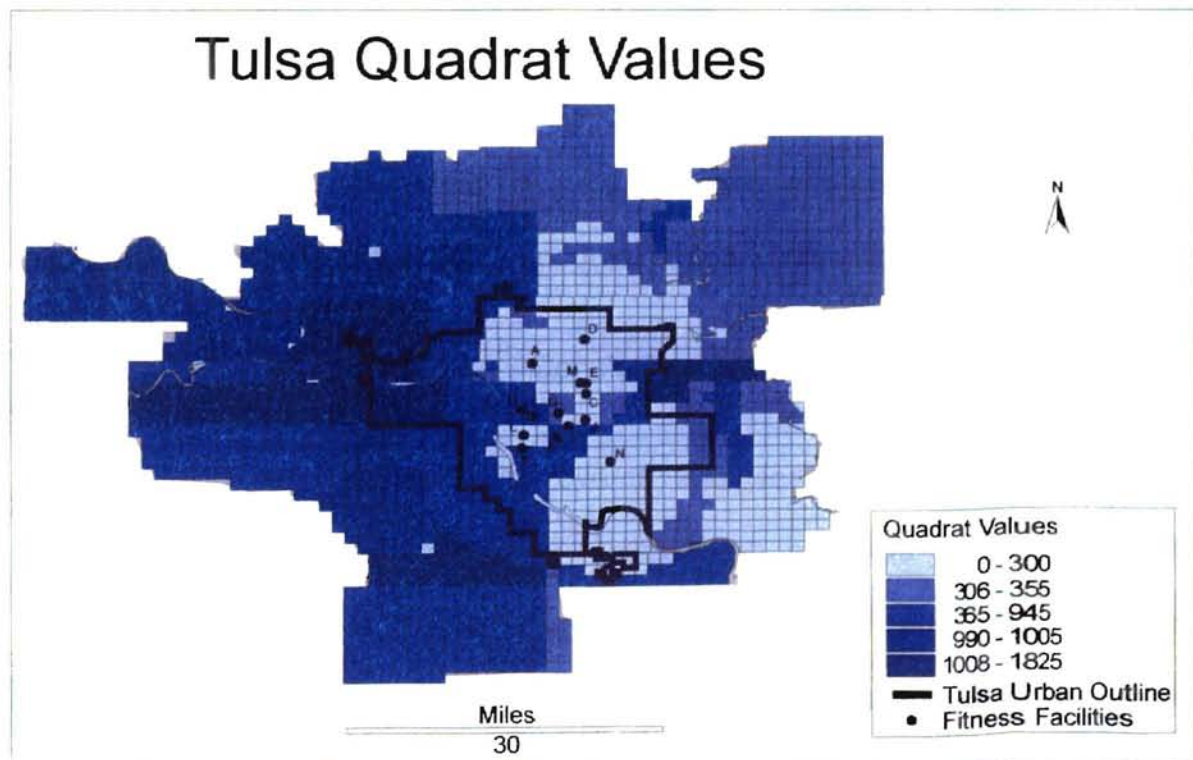 Tulsa Quadrat Values
N
D
A
M E
C
N
Quadrat Values
0 - 300
306 - 355
365 - 945
990 - 1005
1008 - 1825
Tulsa Urban Outline
Fitness Facilities
Miles
30